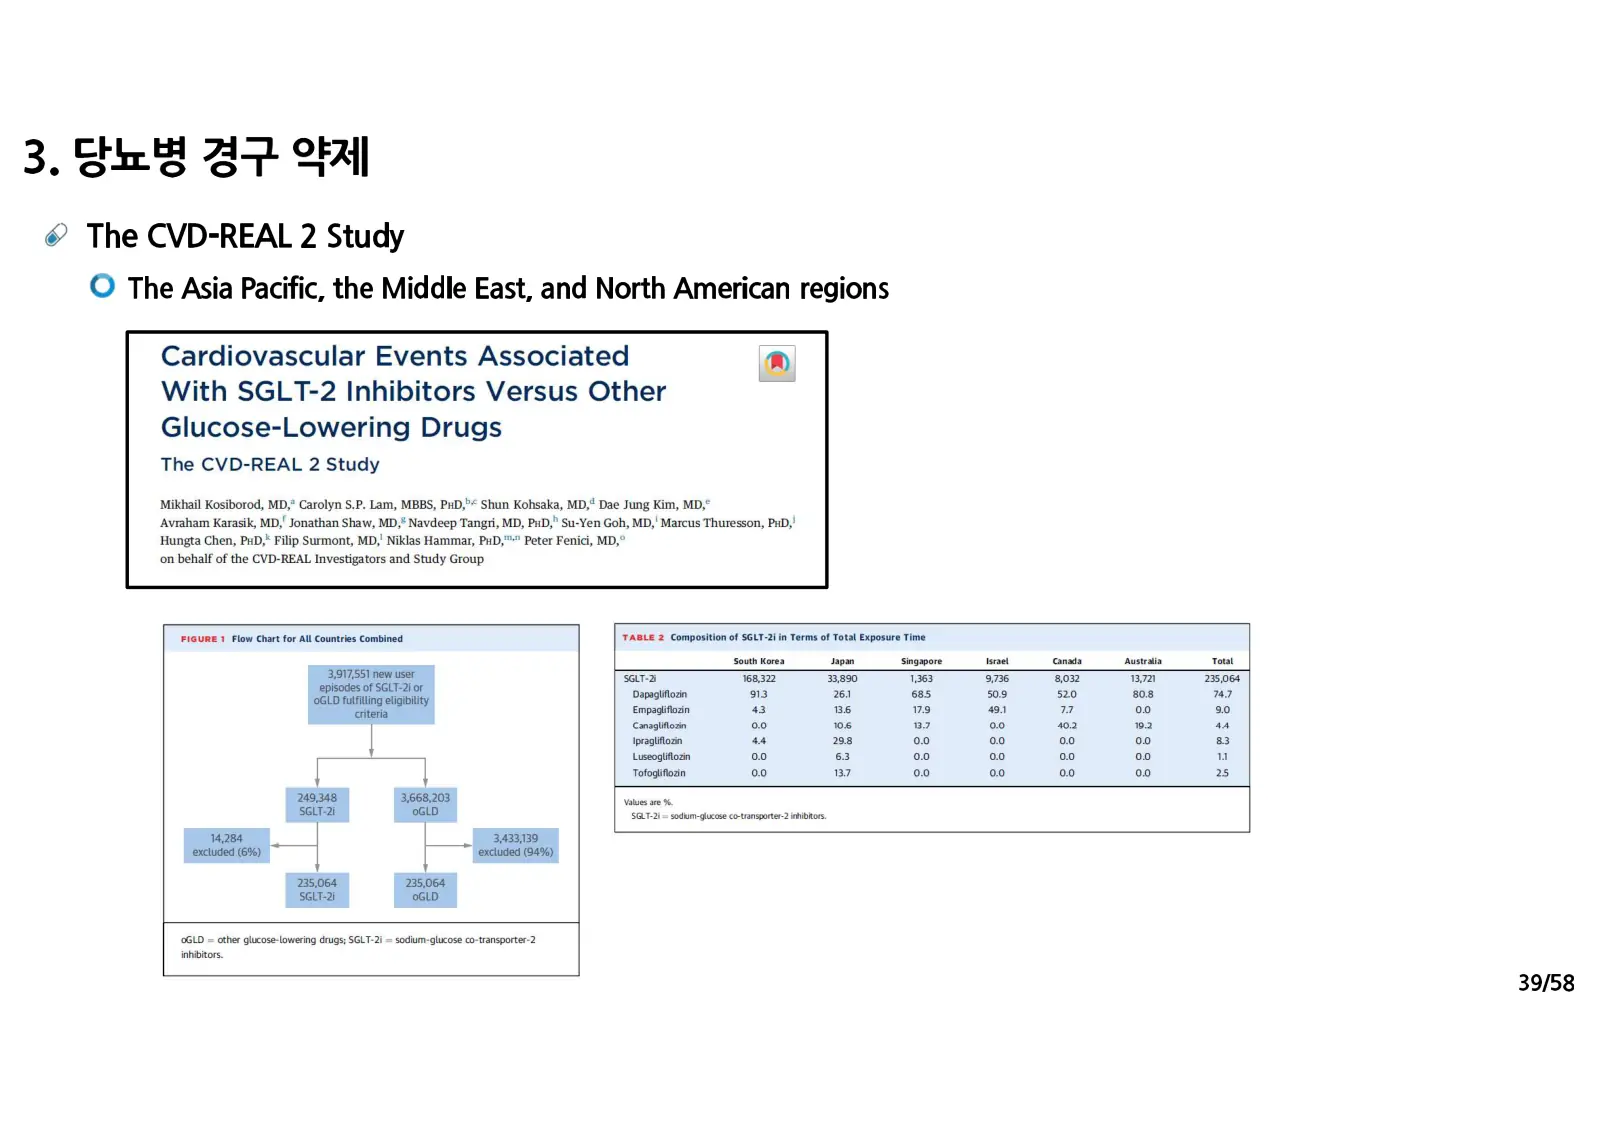 3. 당뇨병 경구 약제
The CVD-REAL 2 Study
The Asia Pacific, the Middle East, and North American regions
Cardiovascular Events Associated
With SGLT-2 Inhibitors Versus Other
Glucose-Lowering Drugs
The CVD-REAL 2 Study
Mikhail Kosiborod, MD,a Carolyn S.P. Lam, MBBS, PhD,b,c Shun Kohsaka, MD,d Dae Jung Kim, MD,e
Avraham Karasik, MD,f Jonathan Shaw, MD,g Navdeep Tangri, MD, PhD,h Su-Yen Goh, MD,i Marcus Thuresson, PhD,j
Hungta Chen, PhD,k Filip Surmont, MD,l Niklas Hammar, PhD,m,n Peter Fenici, MD,o
on behalf of the CVD-REAL Investigators and Study Group
FIGURE 1 Flow Chart for All Countries Combined
3,917,551 new user
episodes of SGLT-2i or
oGLD fulfilling eligibility
criteria
249,348
SGLT-2i
3,668,203
oGLD
14,284
excluded (6%)
3,433,139
excluded (94%)
235,064
SGLT-2i
235,064
oGLD
oGLD = other glucose-lowering drugs; SGLT-2i = sodium-glucose co-transporter-2
inhibitors.
TABLE 2 Composition of SGLT-2i in Terms of Total Exposure Time
South Korea Japan Singapore Israel Canada Australia Total
SGLT-2i 168,322 33,890 1,363 9,736 8,032 13,721 235,064
Dapagliflozin 91.3 26.1 68.5 50.9 52.0 80.8 74.7
Empagliflozin 4.3 13.6 17.9 49.1 7.7 0.0 9.0
Canagliflozin 0.0 10.6 13.7 0.0 40.2 19.2 4.4
Ipragliflozin 4.4 29.8 0.0 0.0 0.0 0.0 8.3
Luseogliflozin 0.0 6.3 0.0 0.0 0.0 0.0 1.1
Tofogliflozin 0.0 13.7 0.0 0.0 0.0 0.0 2.5
Values are %.
SGLT-2i = sodium-glucose co-transporter-2 inhibitors.
39/58